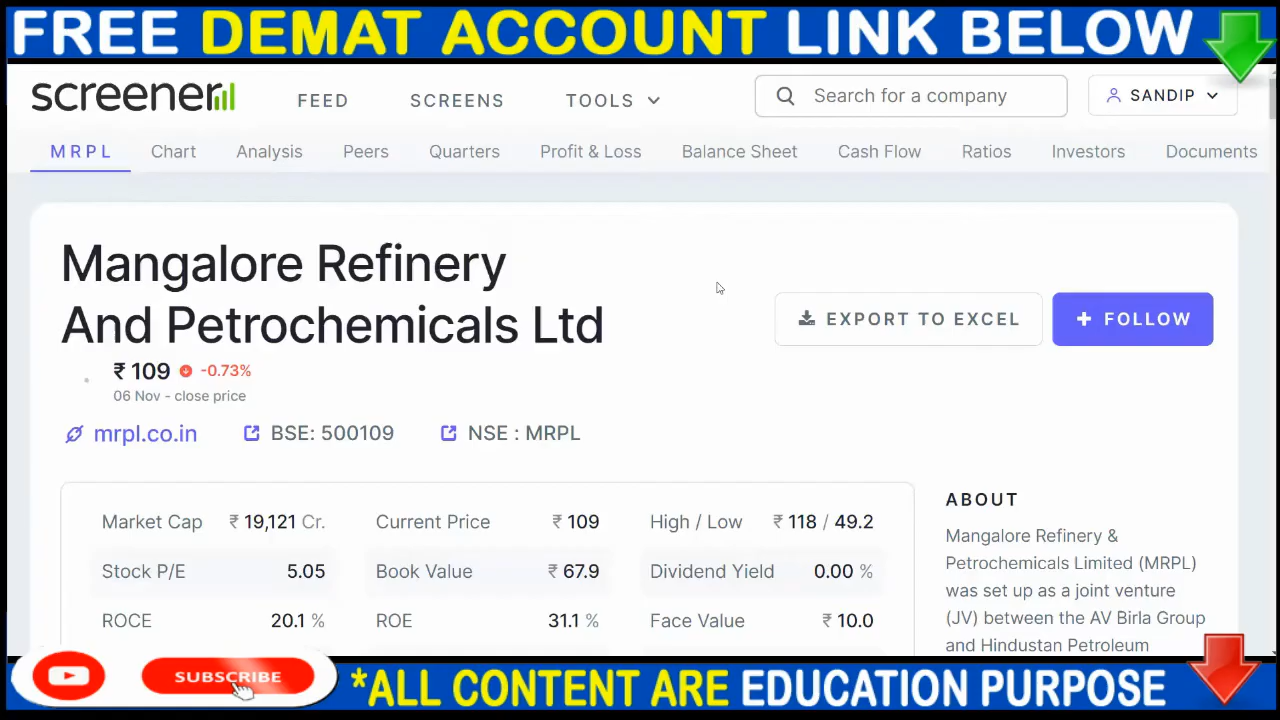 FREE DEMAT ACCOUNT LINK BELOW
screener
FEED SCREENS TOOLS
Search for a company
SANDIP
MRPL Chart Analysis Peers Quarters Profit & Loss Balance Sheet Cash Flow Ratios Investors Documents
Mangalore Refinery
And Petrochemicals Ltd
EXPORT TO EXCEL
+ FOLLOW
₹ 109 -0.73%
06 Nov - close price
mrpl.co.in BSE: 500109 NSE : MRPL
Market Cap ₹ 19,121 Cr. Current Price ₹ 109 High / Low ₹ 118 / 49.2
Stock P/E 5.05 Book Value ₹ 67.9 Dividend Yield 0.00 %
ROCE 20.1 % ROE 31.1 % Face Value ₹ 10.0
ABOUT
Mangalore Refinery &
Petrochemicals Limited (MRPL)
was set up as a joint venture
(JV) between the AV Birla Group
and Hindustan Petroleum
SUBSCRIBE
*ALL CONTENT ARE EDUCATION PURPOSE